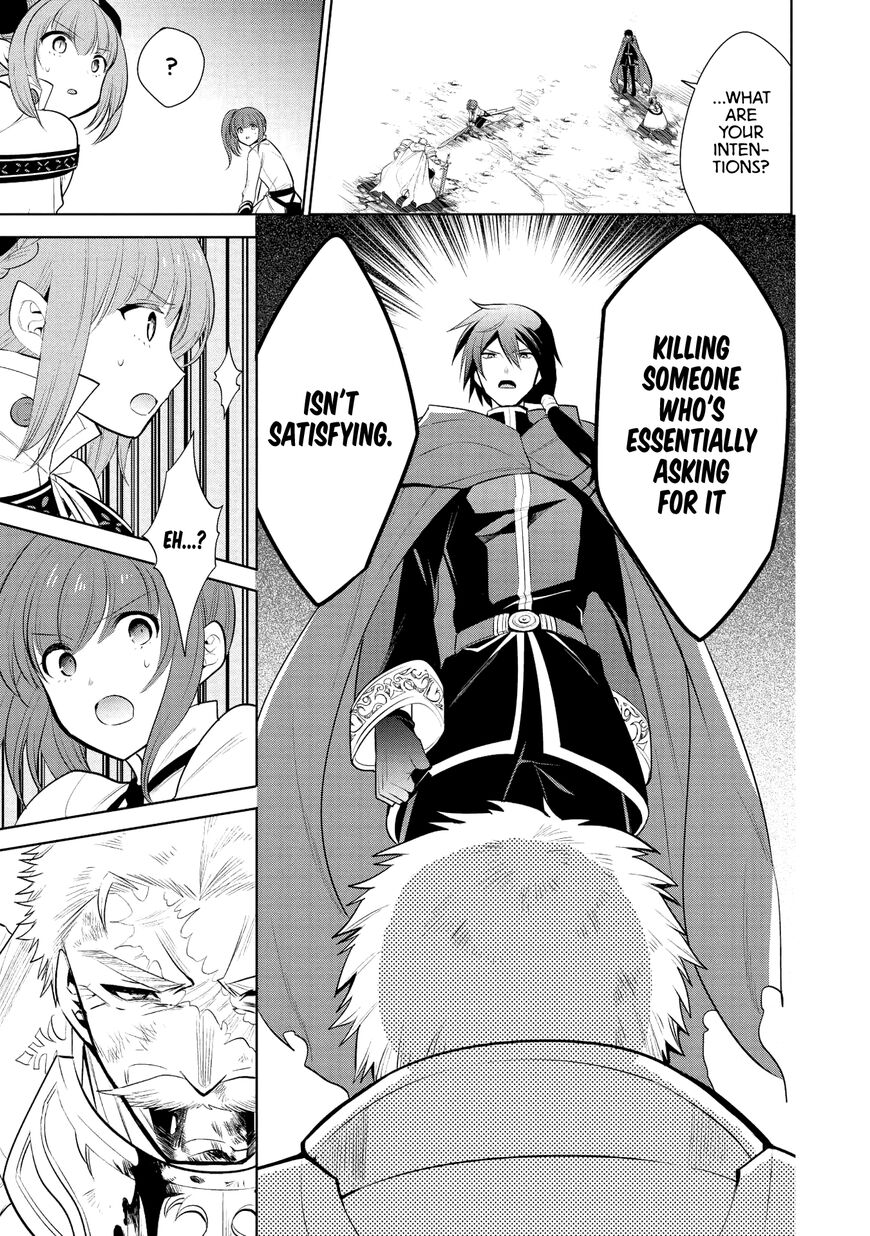 ...WHAT
ARE
YOUR
INTEN-
TIONS?
?
KILLING
SOMEONE
WHO'S
ESSENTIALLY
ASKING
FOR IT
ISN'T
SATISFYING.
EH...?